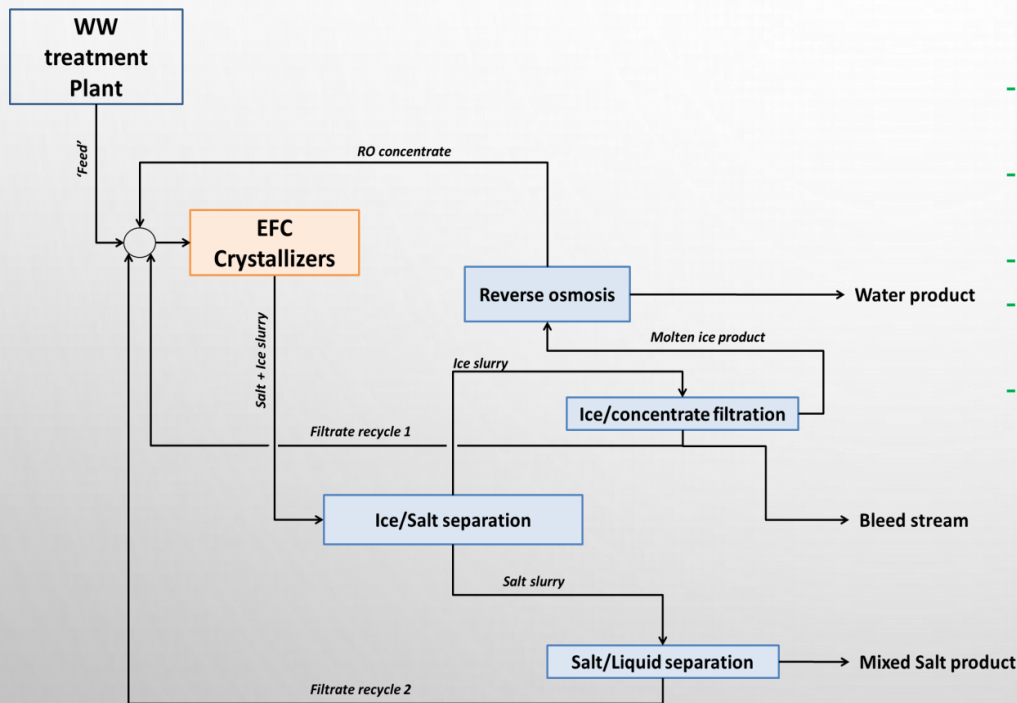 WW
treatment
Plant
'Feed'
RO concentrate
EFC
Crystallizers
Reverse osmosis
Water product
Molten ice product
Salt + Ice slurry
Ice slurry
Ice/concentrate filtration
Filtrate recycle 1
Ice/Salt separation
Bleed stream
Salt slurry
Salt/Liquid separation
Mixed Salt product
Filtrate recycle 2